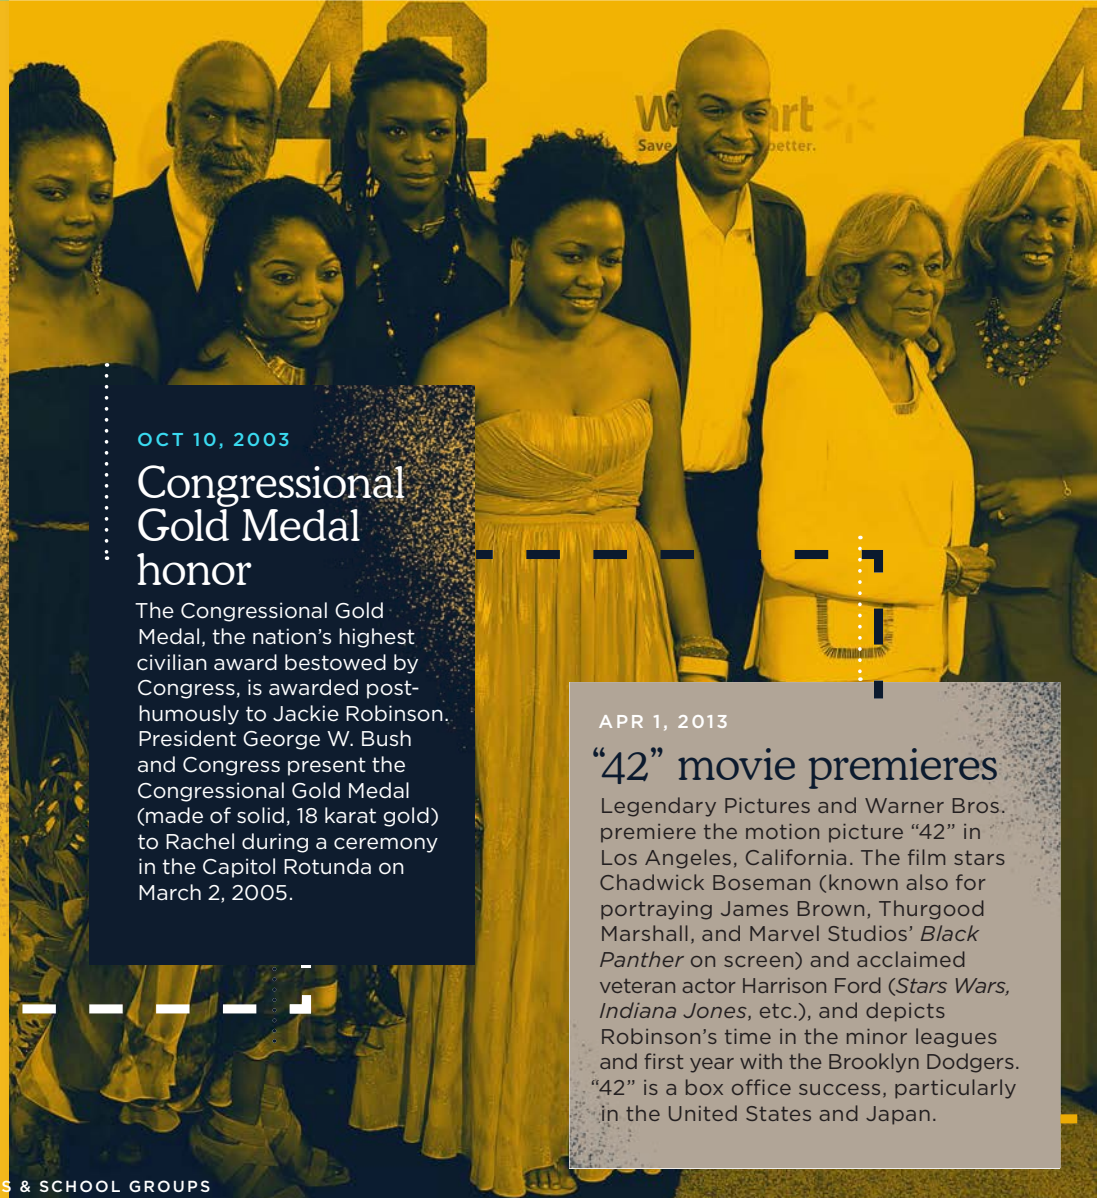 42
4
W art
Save better.
OCT 10, 2003
Congressional
Gold Medal
honor
The Congressional Gold
Medal, the nation’s highest
civilian award bestowed by
Congress, is awarded post-
humously to Jackie Robinson.
President George W. Bush
and Congress present the
Congressional Gold Medal
(made of solid, 18 karat gold)
to Rachel during a ceremony
in the Capitol Rotunda on
March 2, 2005.
APR 1, 2013
“42” movie premieres
Legendary Pictures and Warner Bros.
premiere the motion picture “42” in
Los Angeles, California. The film stars
Chadwick Boseman (known also for
portraying James Brown, Thurgood
Marshall, and Marvel Studios’ Black
Panther on screen) and acclaimed
veteran actor Harrison Ford (Stars Wars,
Indiana Jones, etc.), and depicts
Robinson’s time in the minor leagues
and first year with the Brooklyn Dodgers.
“42” is a box office success, particularly
in the United States and Japan.
S & SCHOOL GROUPS